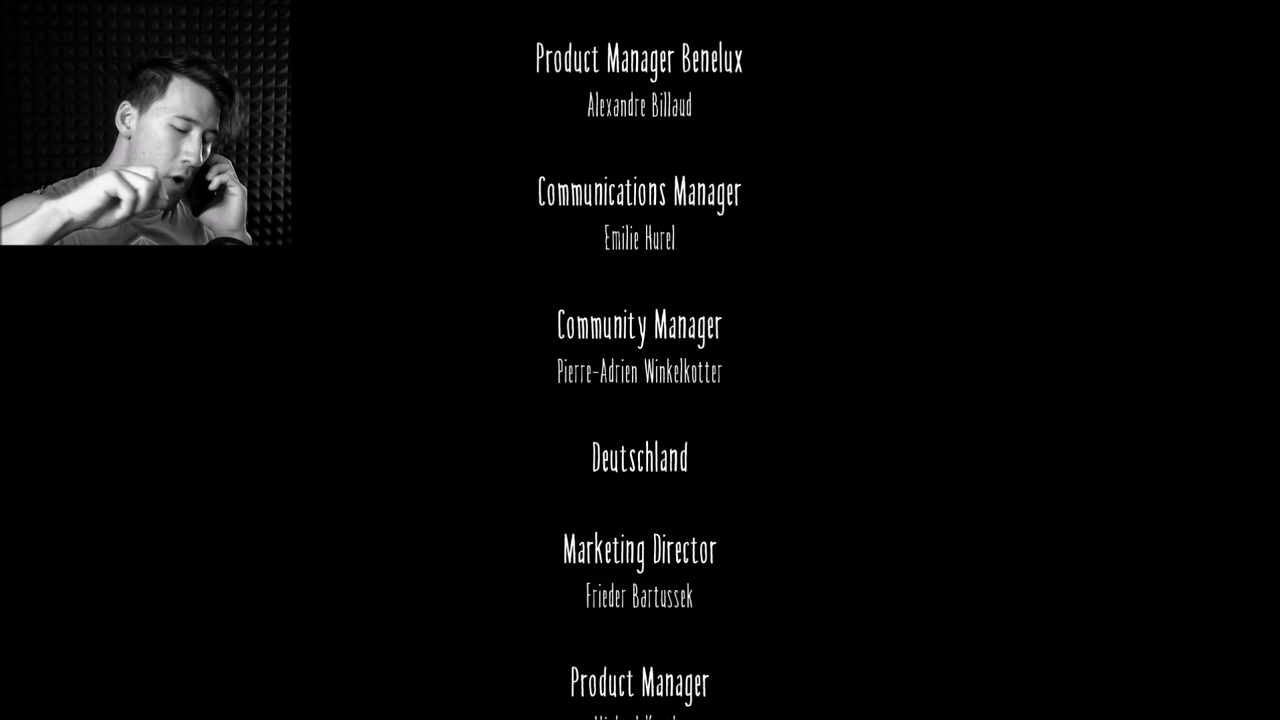 Product Manager Benelux
Alexandre Billaud
Communications Manager
Emilie Hurel
Community Manager
Pierre-Adrien Winkelkotter
Deutschland
Marketing Director
Frieder Bartussek
Product Manager